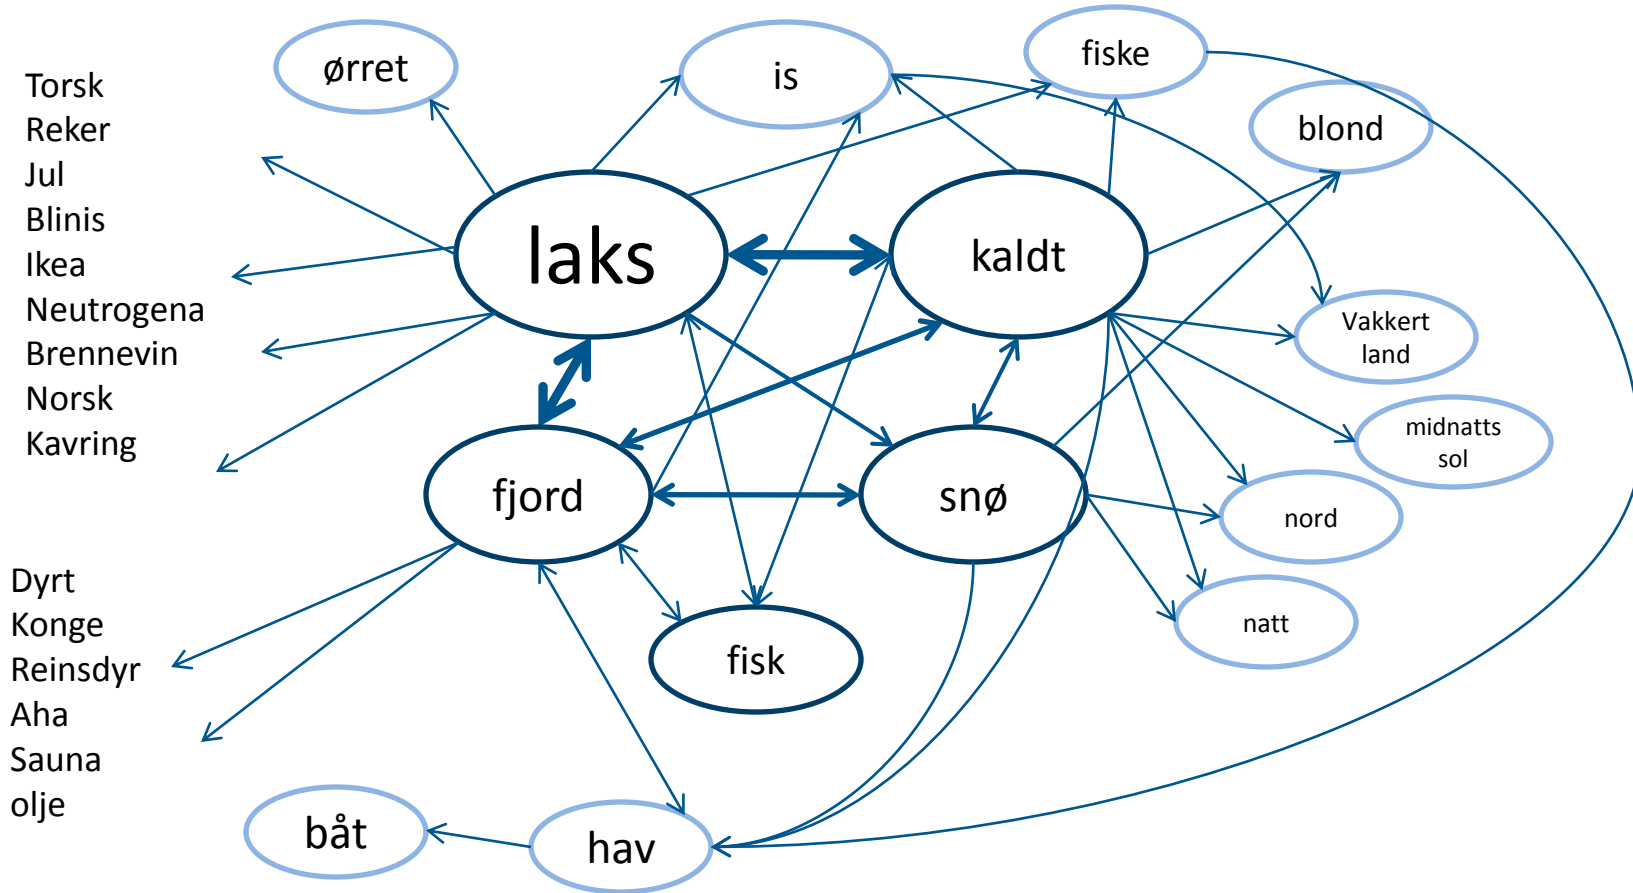 ørret
is
fiske
blond
Torsk
Reker
Jul
Blinis
Ikea
Neutrogena
Brennevin
Norsk
Kavring
laks
kaldt
Vakkert
land
midnatts
sol
fjord
snø
nord
natt
fisk
Dyrt
Konge
Reinsdyr
Aha
Sauna
olje
båt
hav